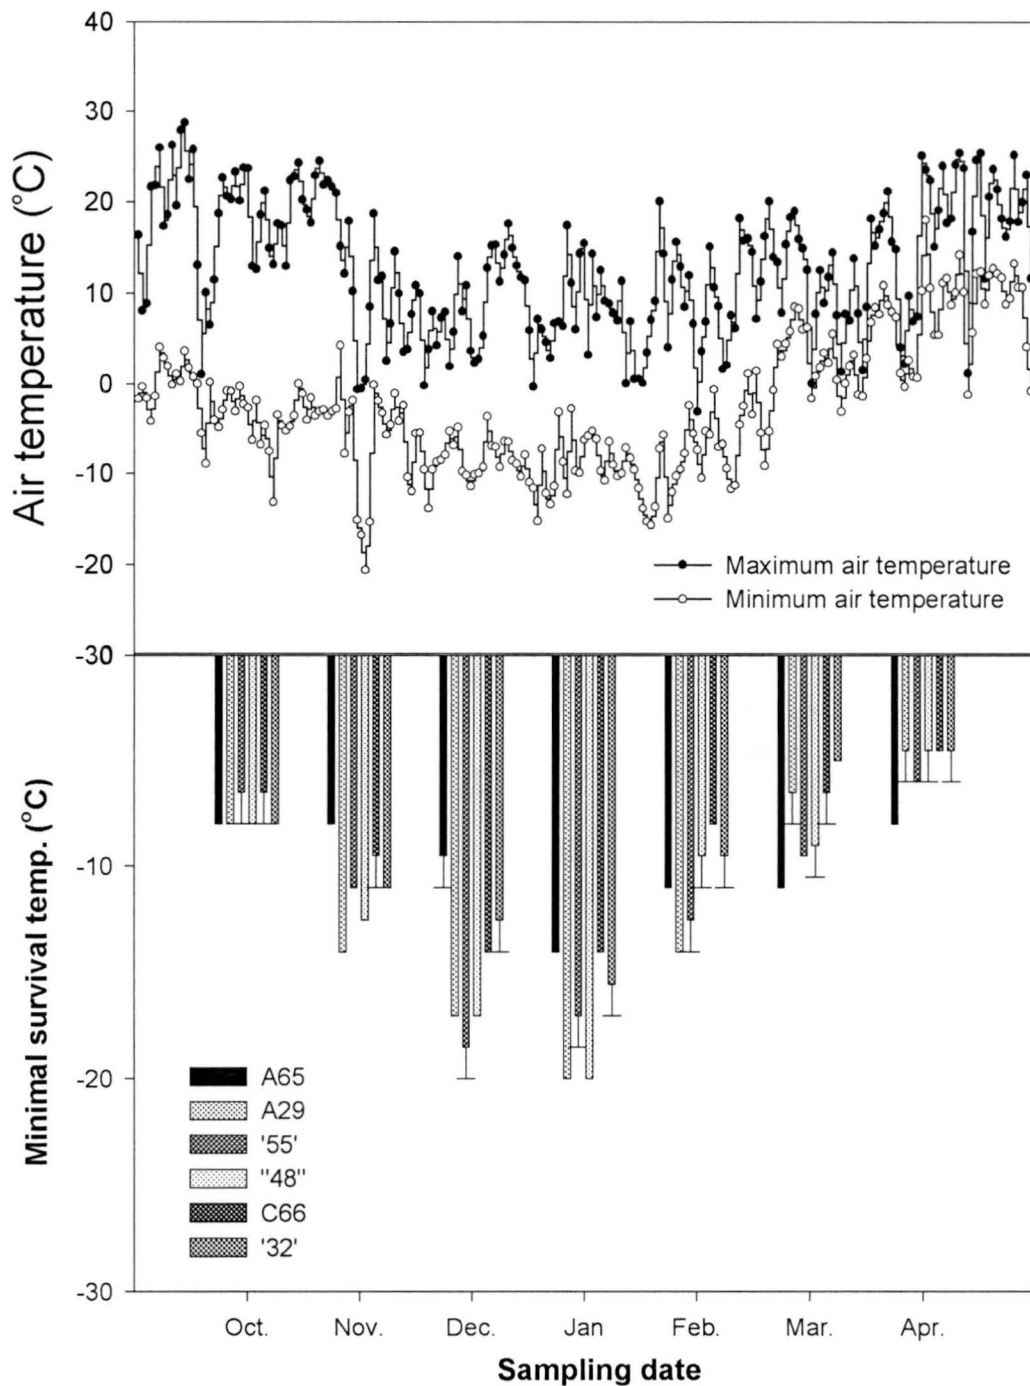 40
30
20
10
0
-10
-20
-30
Air temperature (°C)
Maximum air temperature
Minimum air temperature
-10
-20
-30
Minimal survival temp. (°C)
A65
A29
'55'
"48"
C66
'32'
Oct. Nov. Dec. Jan Feb. Mar. Apr.
Sampling date